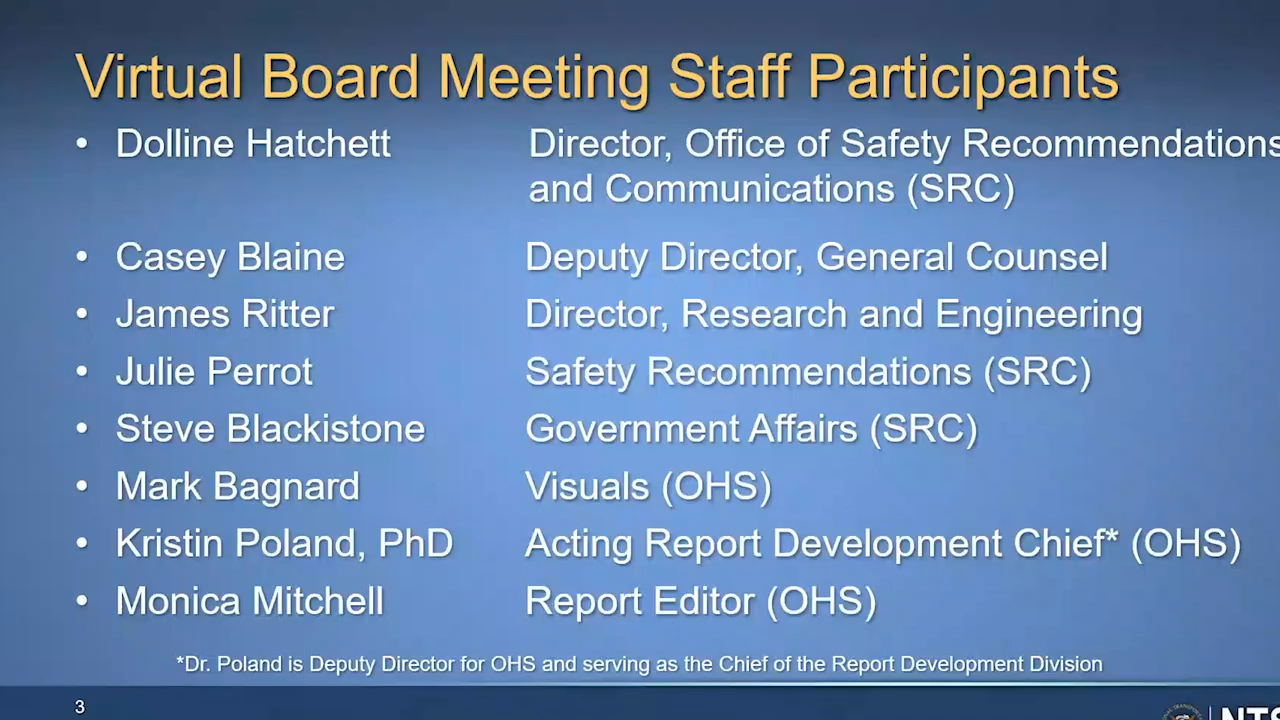 Virtual Board Meeting Staff Participants
• Dolline Hatchett Director, Office of Safety Recommendations
and Communications (SRC)
• Casey Blaine Deputy Director, General Counsel
• James Ritter Director, Research and Engineering
• Julie Perrot Safety Recommendations (SRC)
• Steve Blackistone Government Affairs (SRC)
• Mark Bagnard Visuals (OHS)
• Kristin Poland, PhD Acting Report Development Chief* (OHS)
• Monica Mitchell Report Editor (OHS)
*Dr. Poland is Deputy Director for OHS and serving as the Chief of the Report Development Division
3